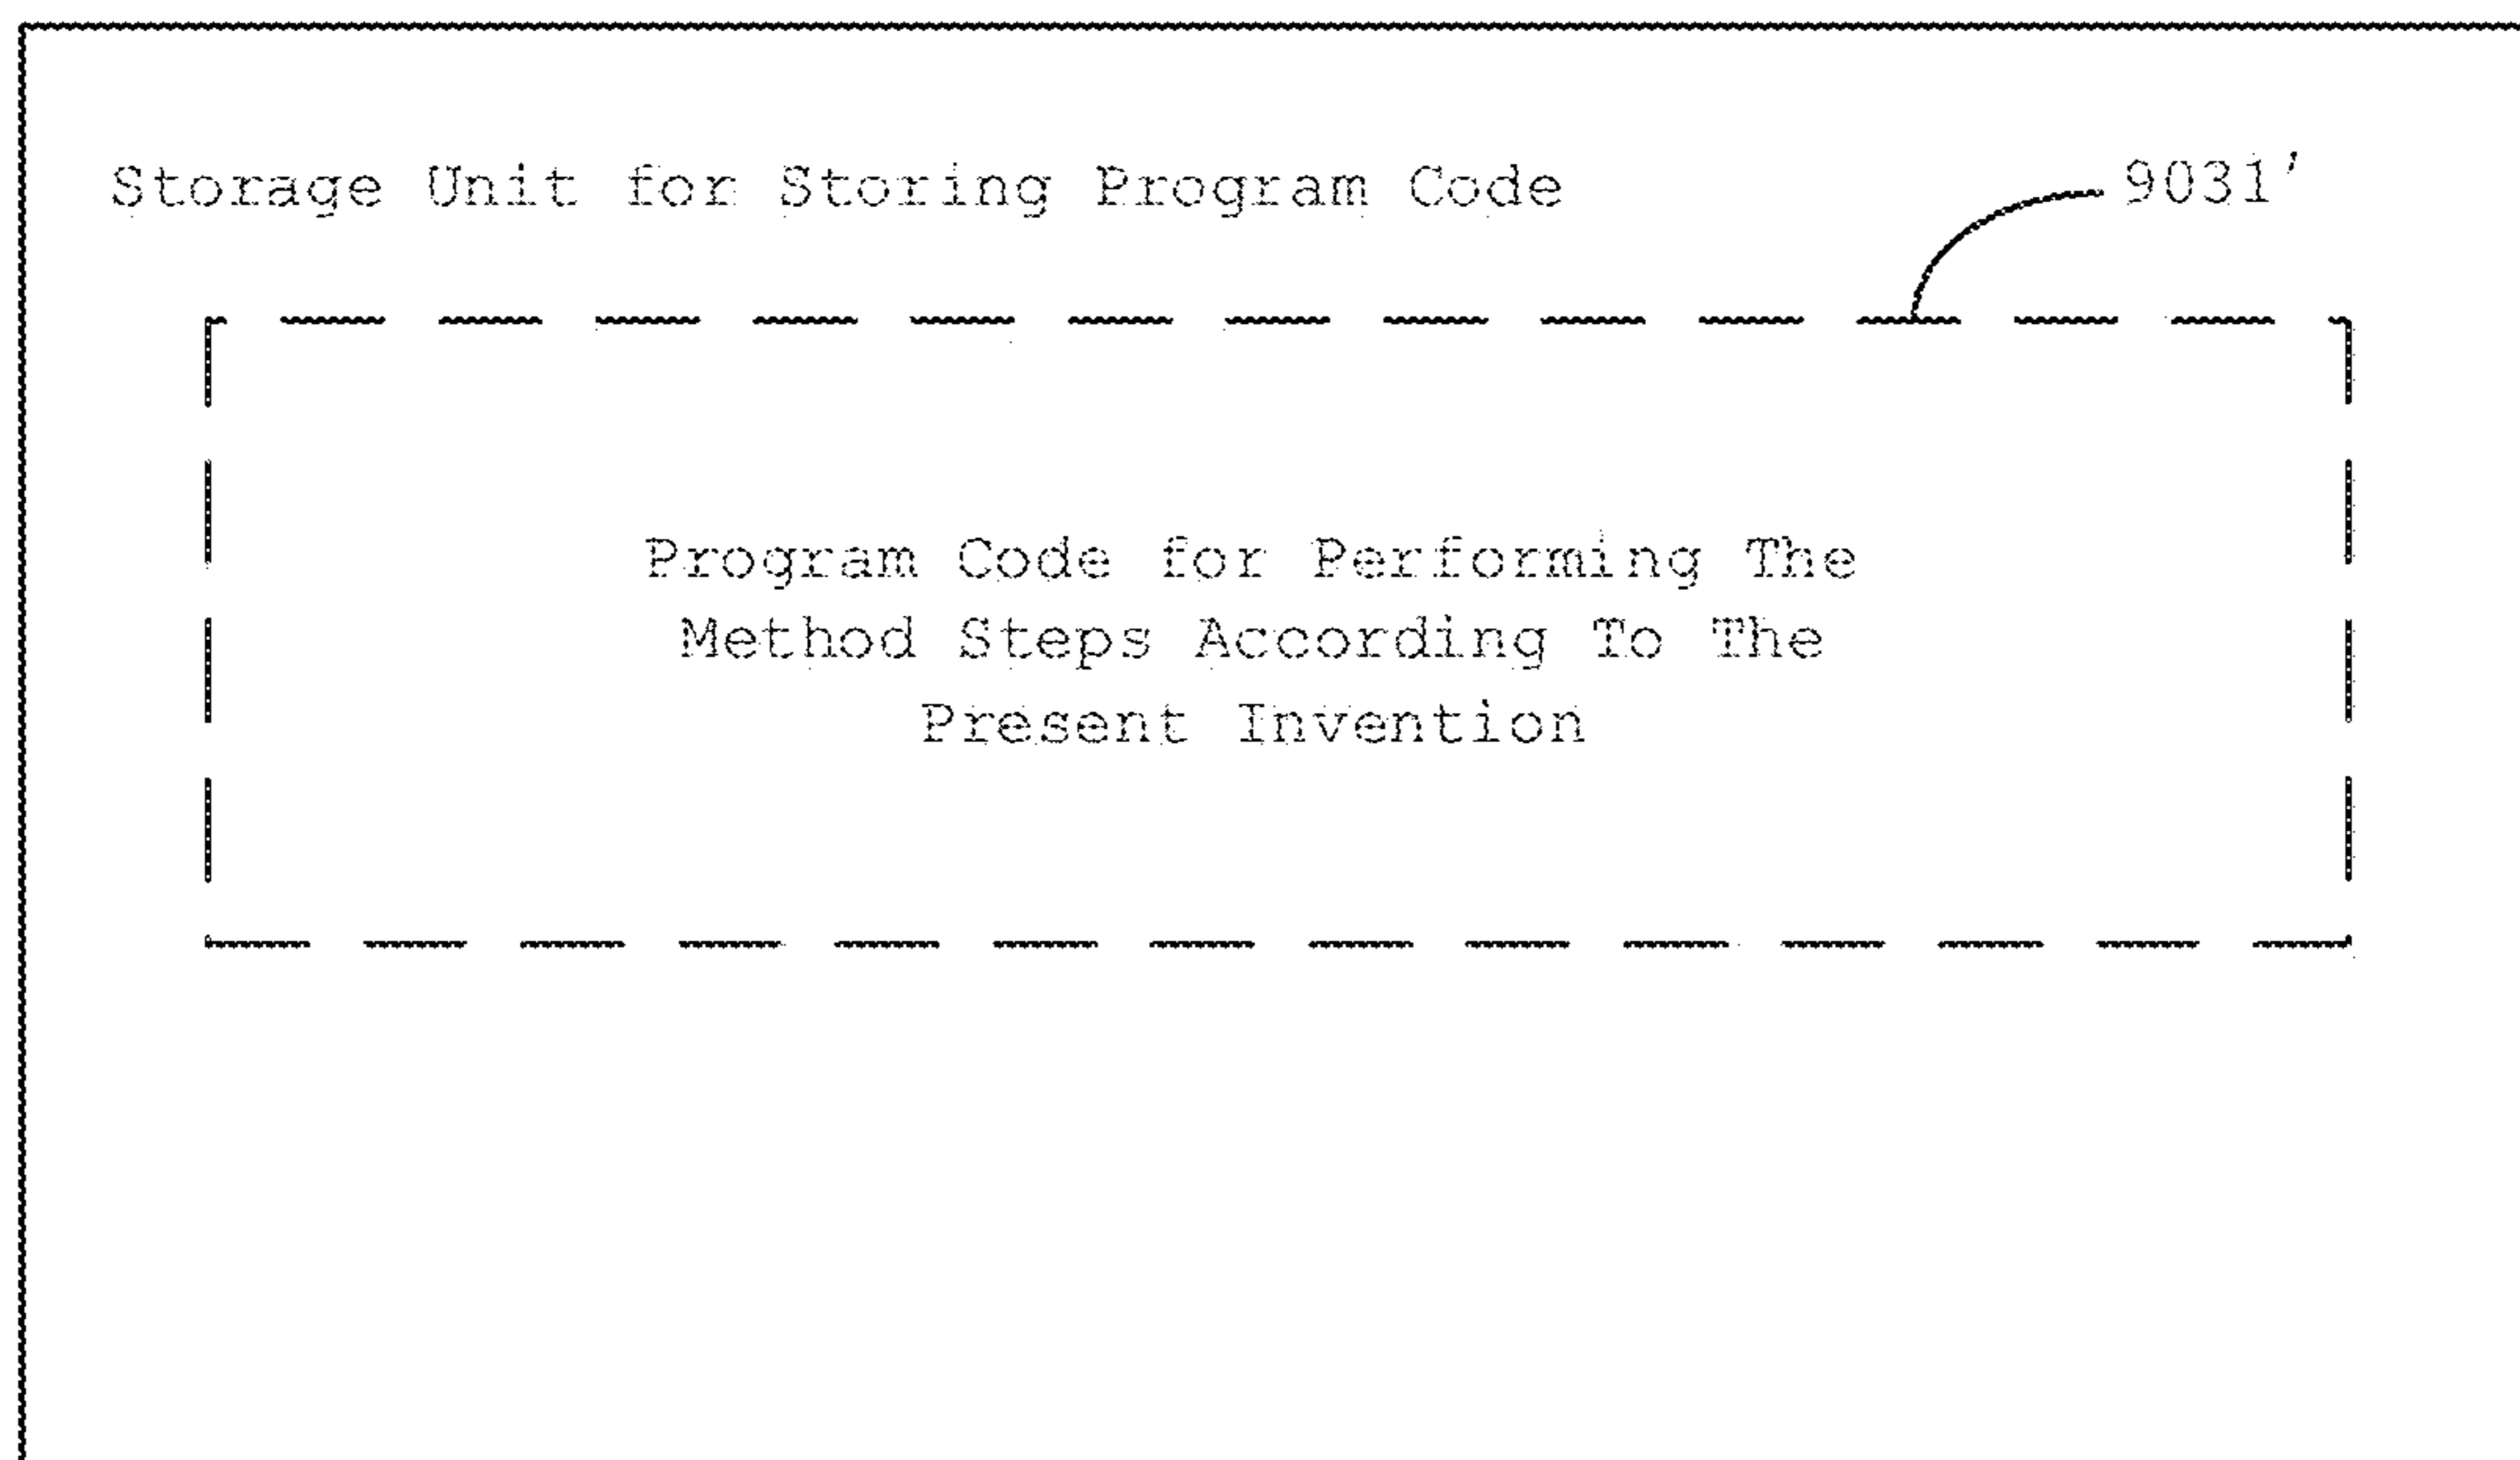 Storage Unit for Storing Program Code
9031′
Program Code for Performing The
Method Steps According To The
Present Invention